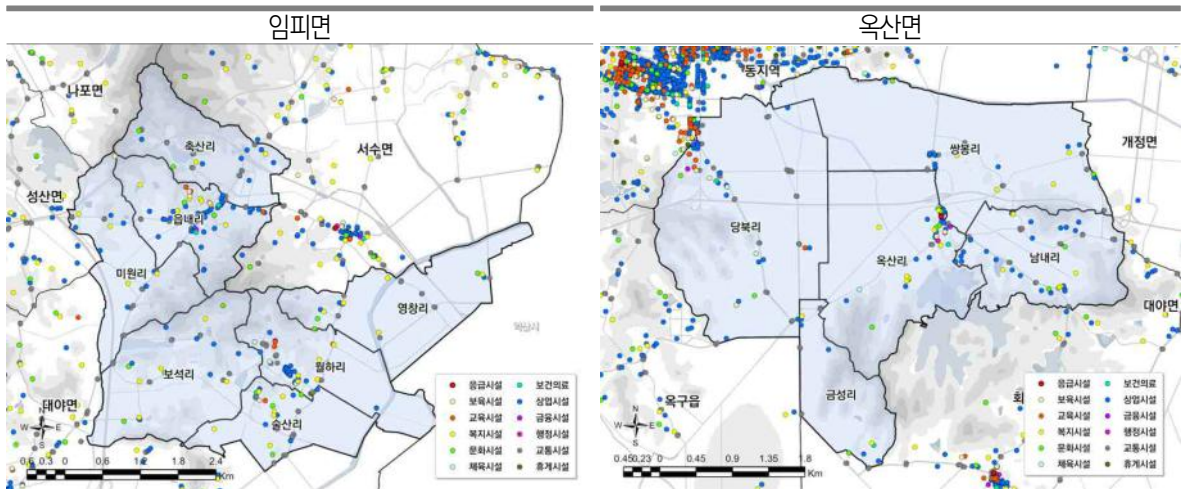 임피면
나포면
축산리
서수면
성산면
읍내리
미원리
영창리
익산시
보석리
월하리
대야면
술산리
N
W E
S
0.6 0.3 0 0.6 1.2 1.8 2.4
Km
응급시설 보건의료
보육시설 상업시설
교육시설 금융시설
복지시설 행정시설
문화시설 교통시설
체육시설 휴게시설
옥산면
동지역
개정면
쌍봉리
당북리
옥산리
남내리
대야면
금성리
회
옥구읍
N
W E
S
0.45 0.23 0 0.45 0.9 1.35 1.8
Km
응급시설 보건의료
보육시설 상업시설
교육시설 금융시설
복지시설 행정시설
문화시설 교통시설
체육시설 휴게시설